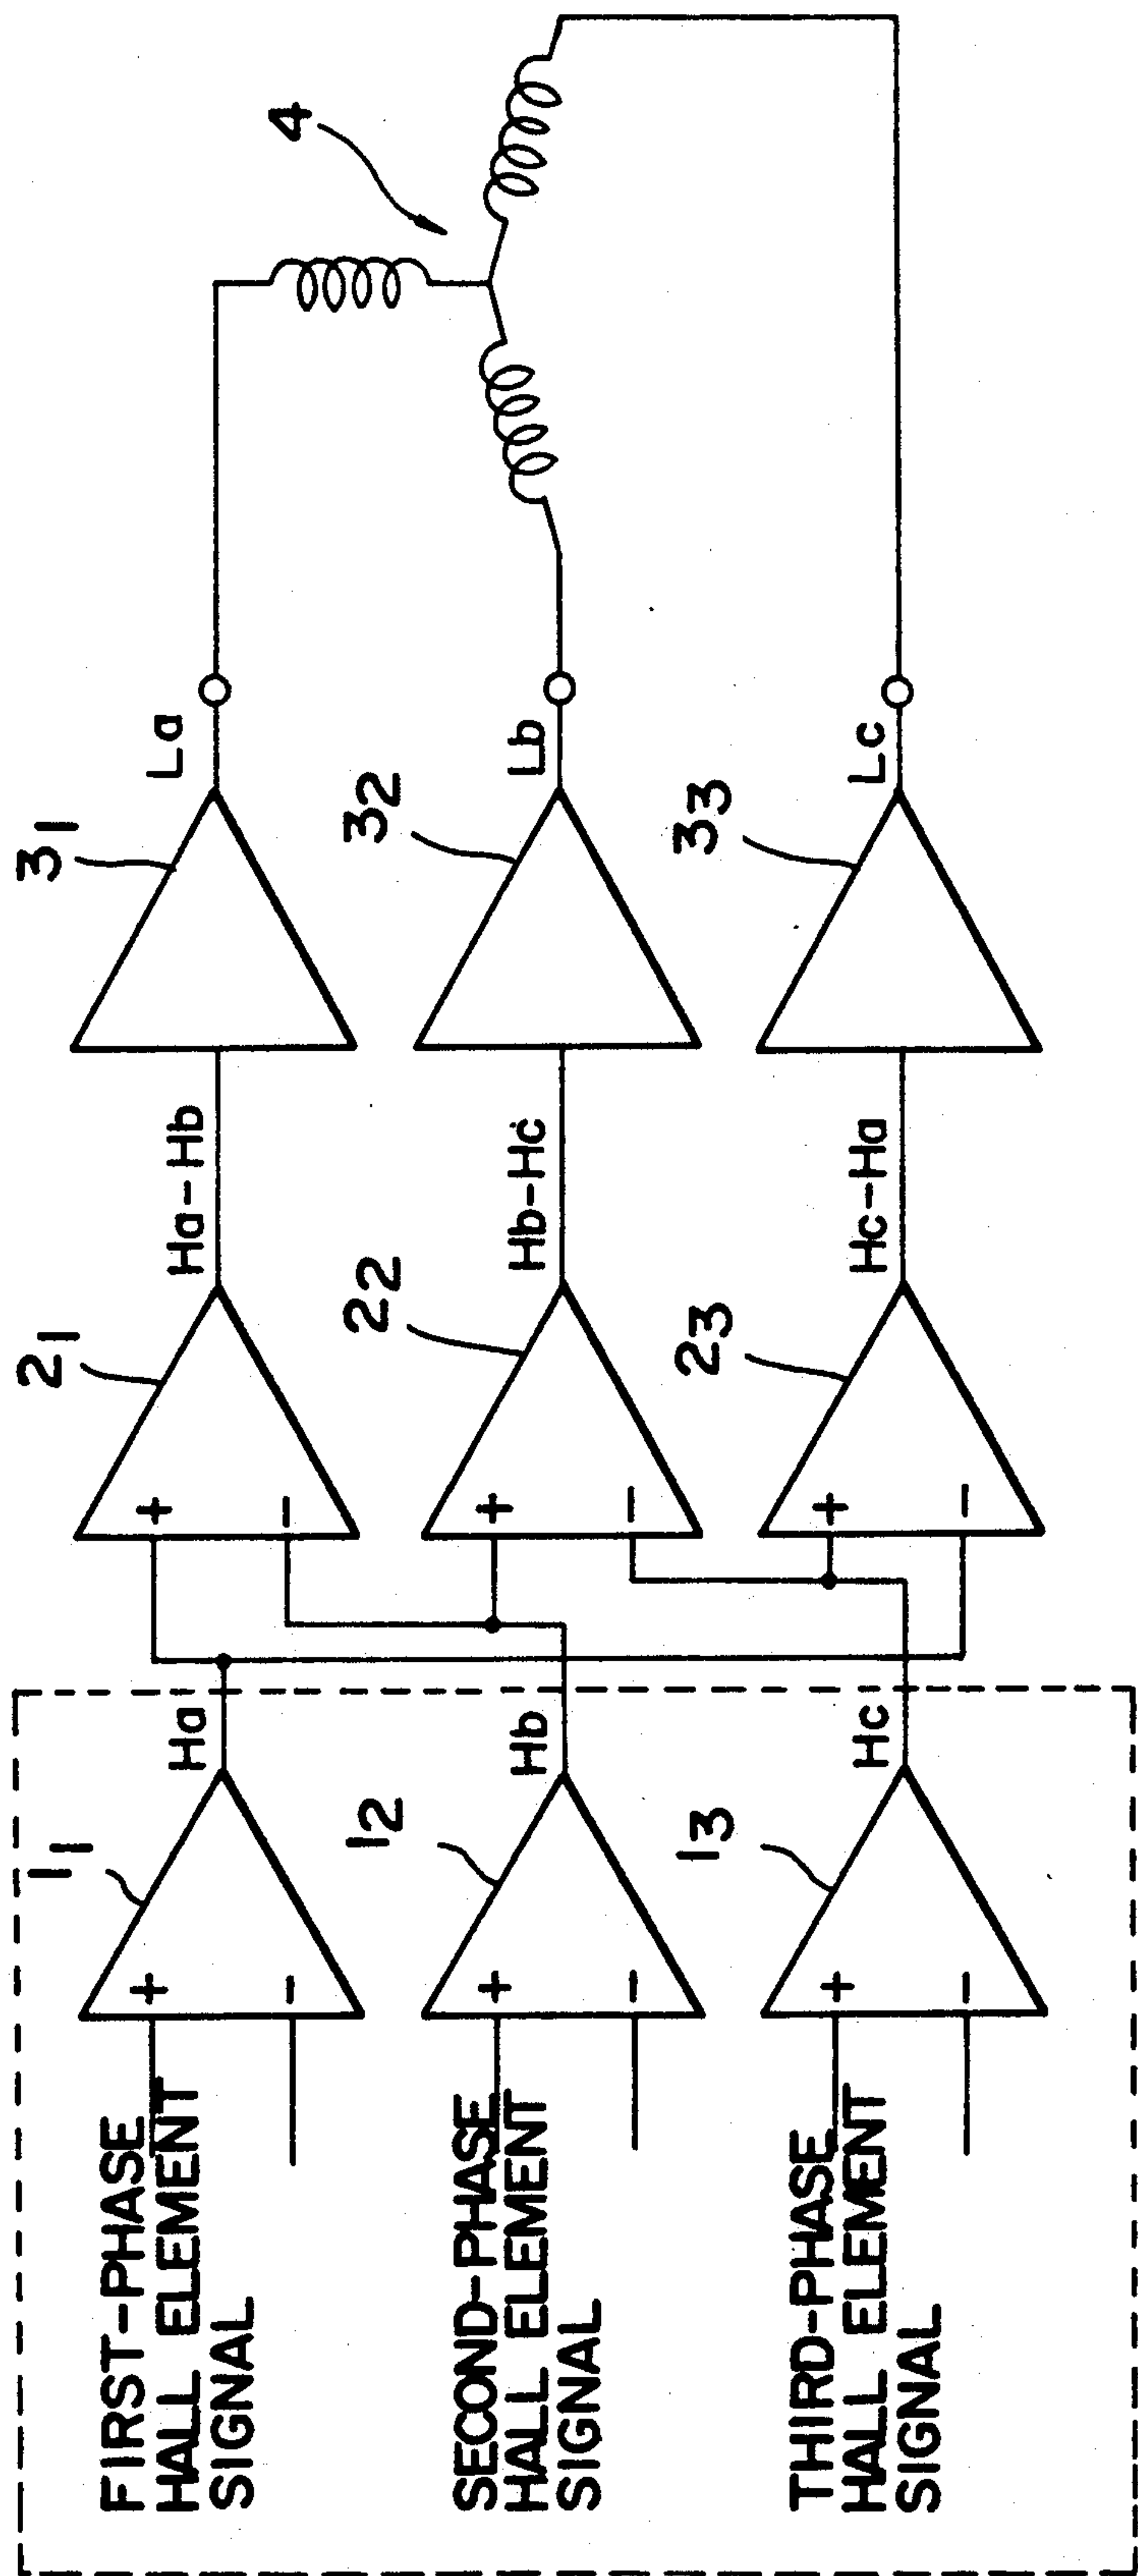 FIRST-PHASE
HALL ELEMENT
SIGNAL
SECOND-PHASE
HALL ELEMENT
SIGNAL
THIRD-PHASE
HALL ELEMENT
SIGNAL
11
+
−
Ha
12
+
−
Hb
13
+
−
Hc
21
+
−
Ha-Hb
22
+
−
Hb-Hc
23
+
−
Hc-Ha
31
La
32
Lb
33
Lc
4